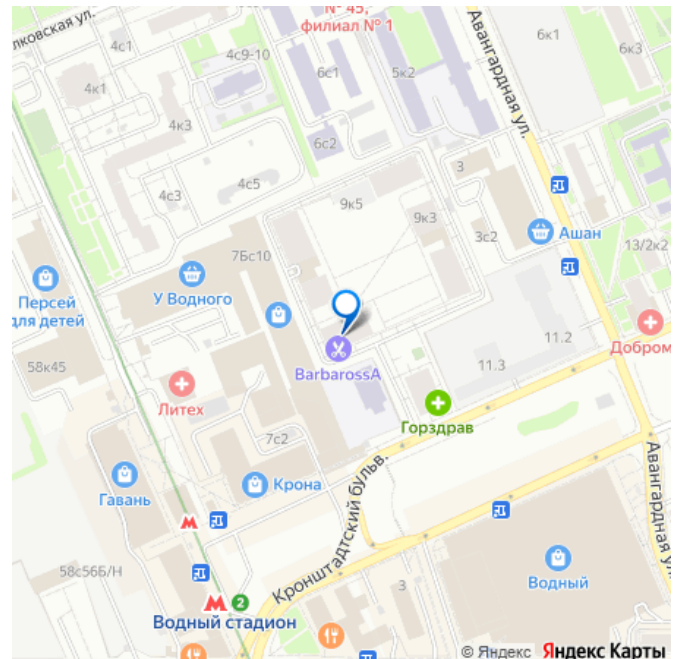 № 45,
филиал № 1
лковская ул.
4с1
4с9-10
6с1
5к2
6к1
6к3
4к1
Авангардная ул.
4к3
6с2
3
4с3
4с5
9к5
9к3
3с2
Ашан
13/2к2
7Бс10
Персей
для детей
У Водного
58к45
BarbarossA
11.2
11.3
Добром
Литех
Горздрав
7с2
Крона
Гавань
Кронштадтский бульв.
Авангардная ул.
58с56Б/Н
Водный
3
2
Водный стадион
© Яндекс Яндекс Карты